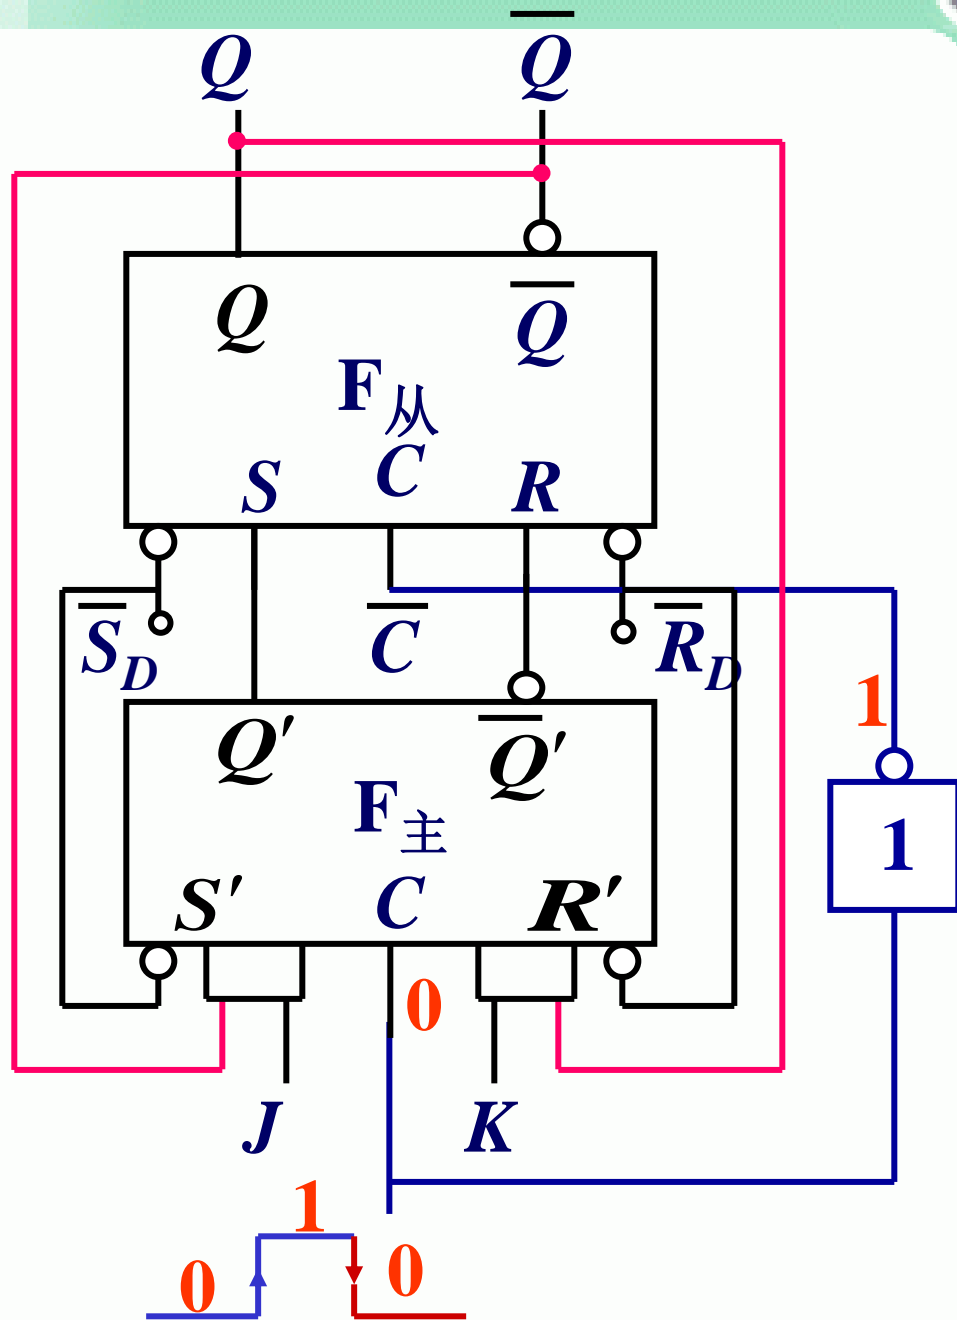 Q Q̅
Q Q̅
F从
S C R
S̅D C̅ R̅D
1
Q′ Q̅′
F主
1
S′ C R′
0
J K
1
0 0